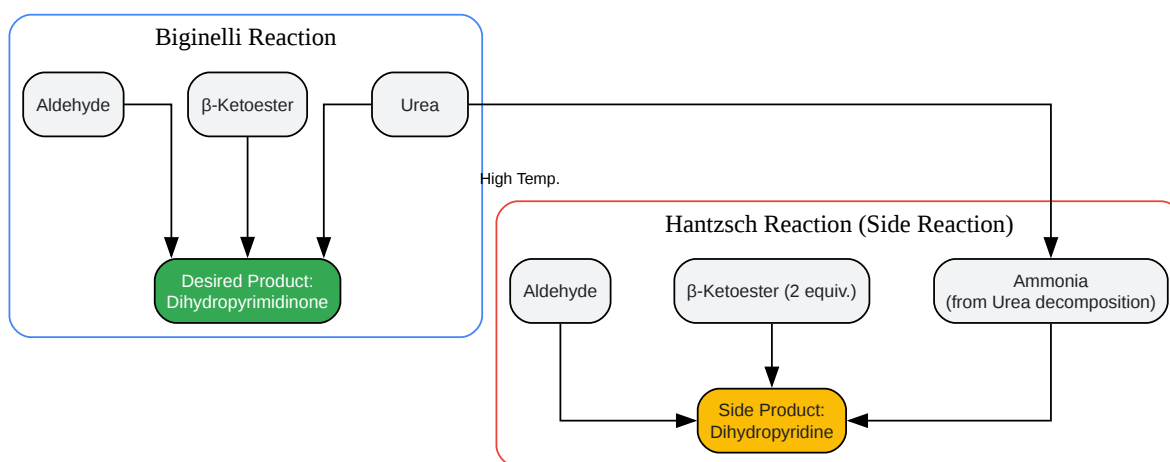 Biginelli Reaction
Aldehyde
β-Ketoester
Urea
High Temp.
Desired Product:
Dihydropyrimidinone
Hantzsch Reaction (Side Reaction)
Aldehyde
β-Ketoester (2 equiv.)
Ammonia
(from Urea decomposition)
Side Product:
Dihydropyridine